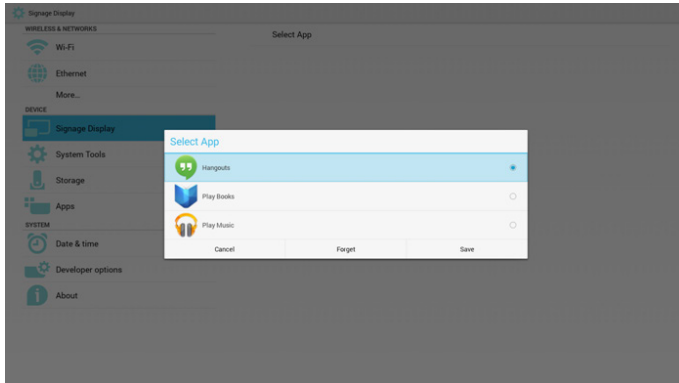 Signage Display
WIRELESS & NETWORKS
Select App
Wi-Fi
Ethernet
More...
DEVICE
Signage Display
System Tools
Storage
Apps
SYSTEM
Date & time
Developer options
About
Select App
Hangouts
Play Books
Play Music
Cancel Forget Save